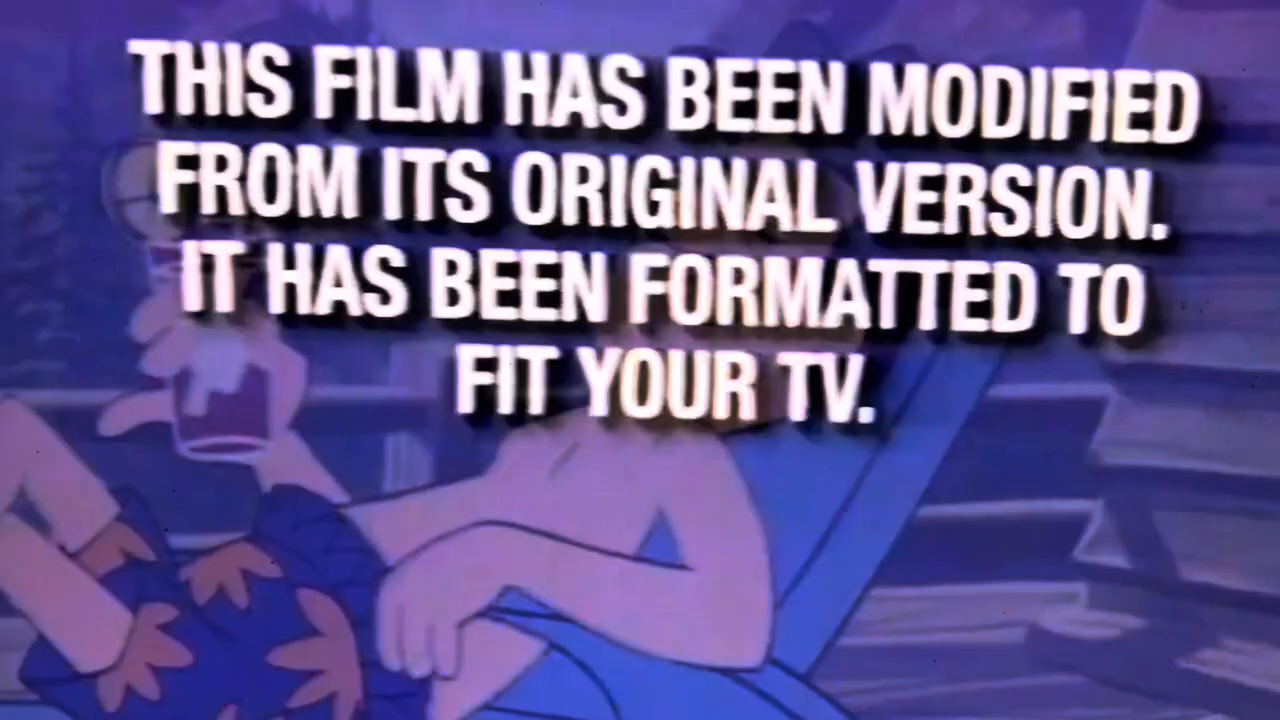 THIS FILM HAS BEEN MODIFIED
FROM ITS ORIGINAL VERSION.
IT HAS BEEN FORMATTED TO
FIT YOUR TV.